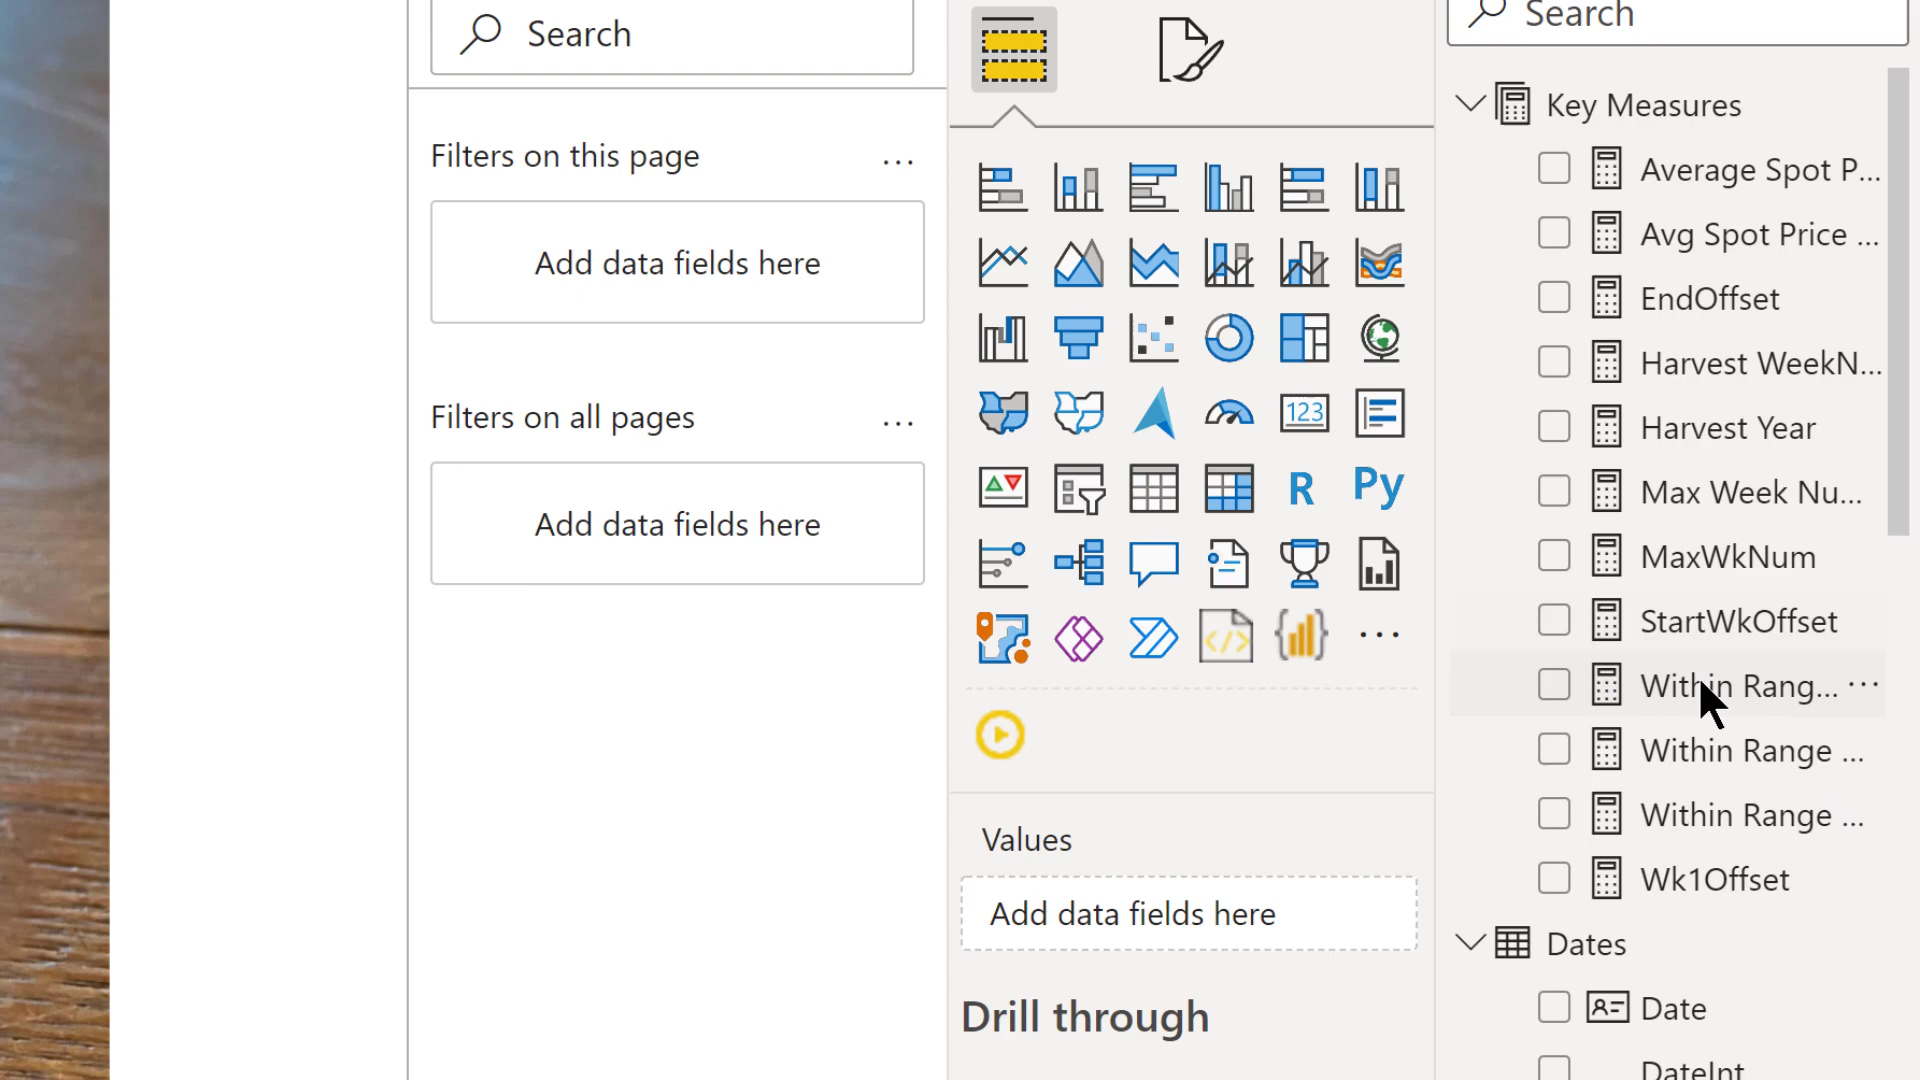 Search
Filters on this page
Add data fields here
Filters on all pages
Add data fields here
123
R
Py
Values
Add data fields here
Drill through
Search
Key Measures
Average Spot P...
Avg Spot Price ...
EndOffset
Harvest WeekN...
Harvest Year
Max Week Nu...
MaxWkNum
StartWkOffset
Within Rang...
Within Range ...
Within Range ...
Wk1Offset
Dates
Date
DateInt